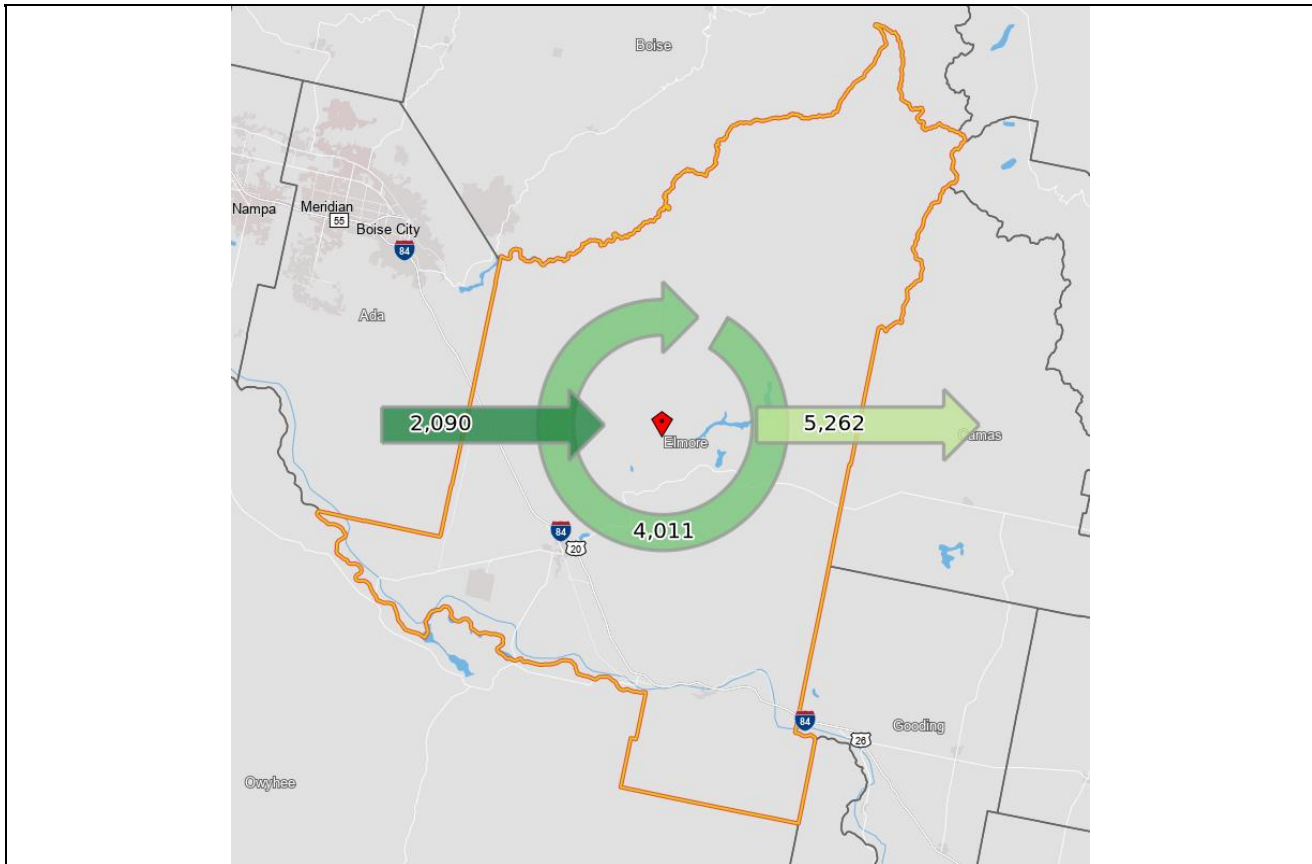 Boise
Nampa
Meridian
55
Boise City
84
Ada
2,090
5,262
Elmore
Camas
4,011
84
20
84
Gooding
26
Owyhee